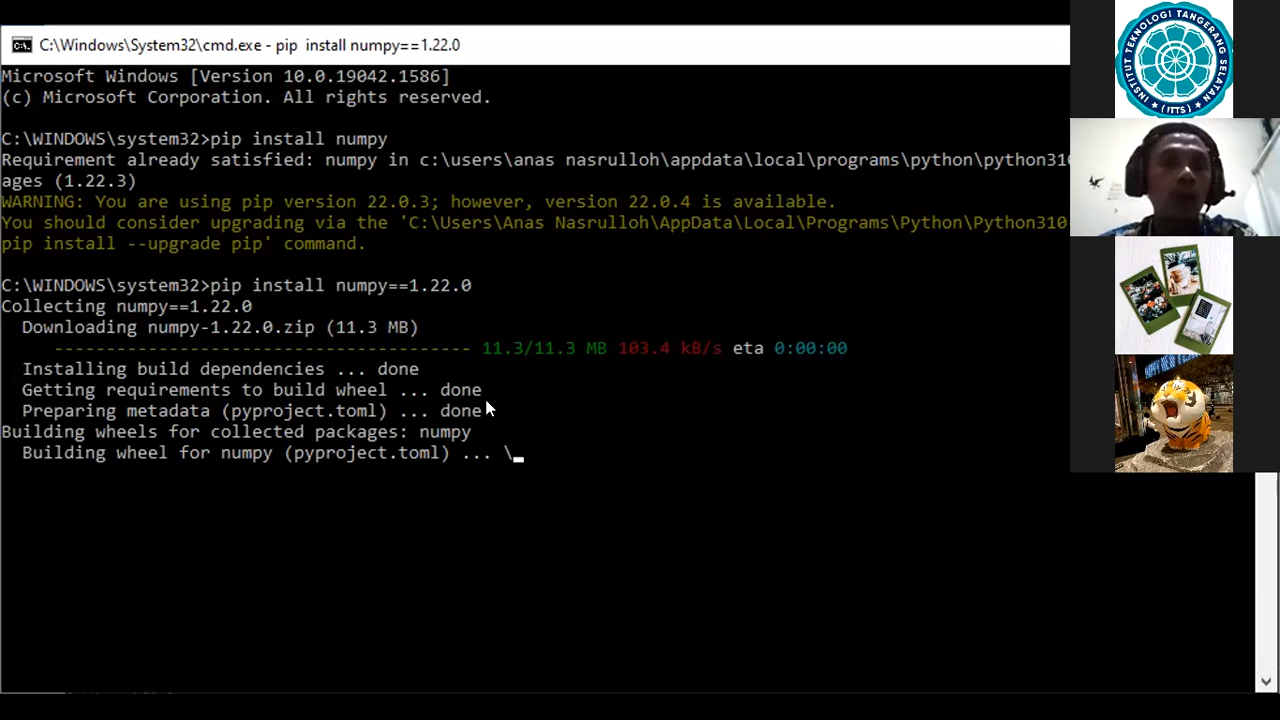 C:\Windows\System32\cmd.exe - pip  install numpy==1.22.0
Microsoft Windows [Version 10.0.19042.1586]
(c) Microsoft Corporation. All rights reserved.
C:\WINDOWS\system32>pip install numpy
Requirement already satisfied: numpy in c:\users\anas nasrulloh\appdata\local\programs\python\python310
ages (1.22.3)
WARNING: You are using pip version 22.0.3; however, version 22.0.4 is available.
You should consider upgrading via the 'C:\Users\Anas Nasrulloh\AppData\Local\Programs\Python\Python310
pip install --upgrade pip' command.
C:\WINDOWS\system32>pip install numpy==1.22.0
Collecting numpy==1.22.0
Downloading numpy-1.22.0.zip (11.3 MB)
---------------------------------------- 11.3/11.3 MB 103.4 kB/s eta 0:00:00
Installing build dependencies ... done
Getting requirements to build wheel ... done
Preparing metadata (pyproject.toml) ... done
Building wheels for collected packages: numpy
Building wheel for numpy (pyproject.toml) ... \
INSTITUT TEKNOLOGI TANGERANG SELATAN
(ITTS)